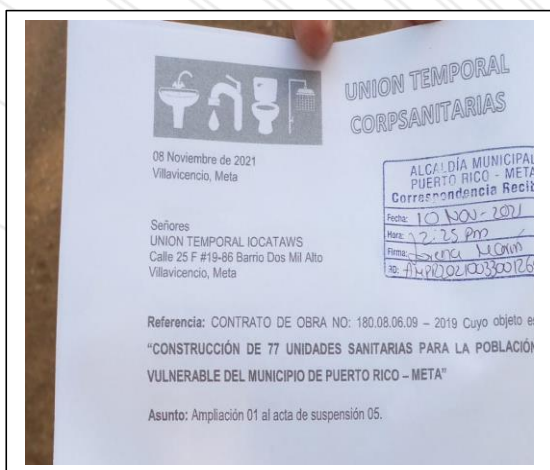 UNION TEMPORAL
CORPSANITARIAS
08 Noviembre de 2021
Villavicencio, Meta
ALCALDÍA MUNICIPAL
PUERTO RICO - META
Correspondencia Recib
Fecha: 10 NOV - 2021
Hora: 12:25 pm
Firma: Marin
Señores
UNION TEMPORAL IOCATAWS
Calle 25 F #19-86 Barrio Dos Mil Alto
Villavicencio, Meta
Referencia: CONTRATO DE OBRA NO: 180.08.06.09 – 2019 Cuyo objeto es
“CONSTRUCCIÓN DE 77 UNIDADES SANITARIAS PARA LA POBLACIÓN
VULNERABLE DEL MUNICIPIO DE PUERTO RICO – META”
Asunto: Ampliación 01 al acta de suspensión 05.